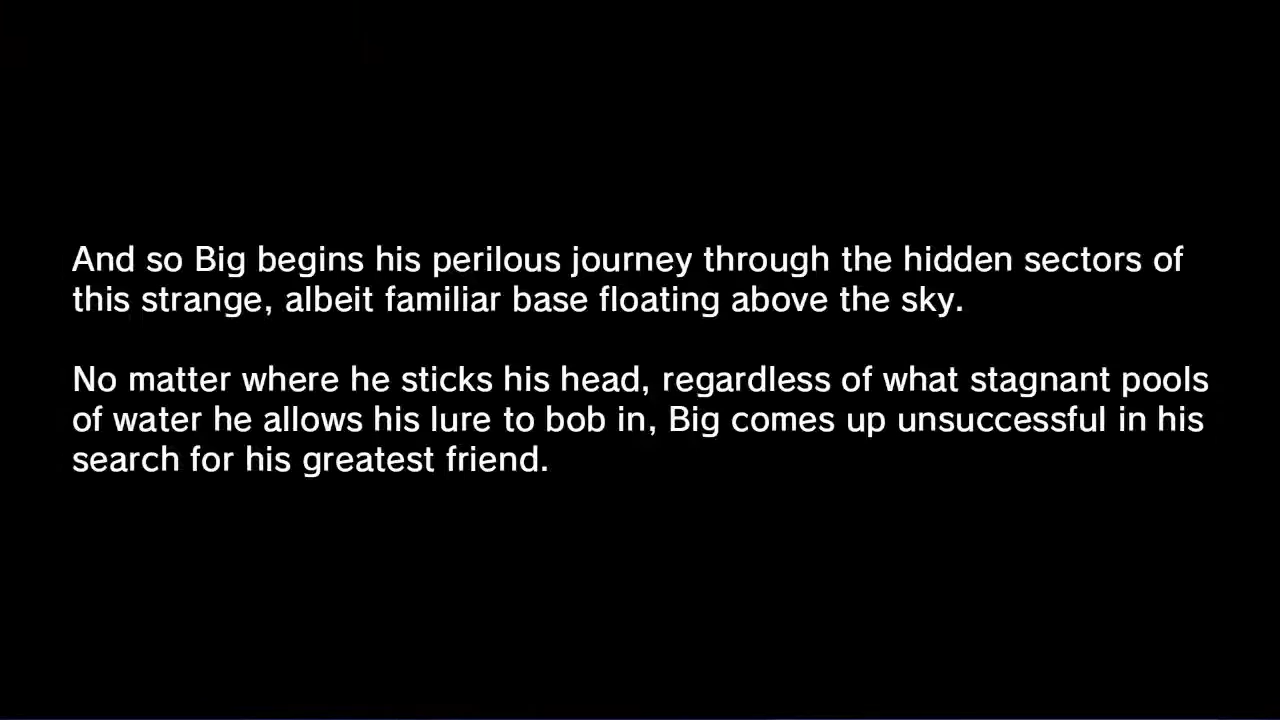 And so Big begins his perilous journey through the hidden sectors of
this strange, albeit familiar base floating above the sky.
No matter where he sticks his head, regardless of what stagnant pools
of water he allows his lure to bob in, Big comes up unsuccessful in his
search for his greatest friend.